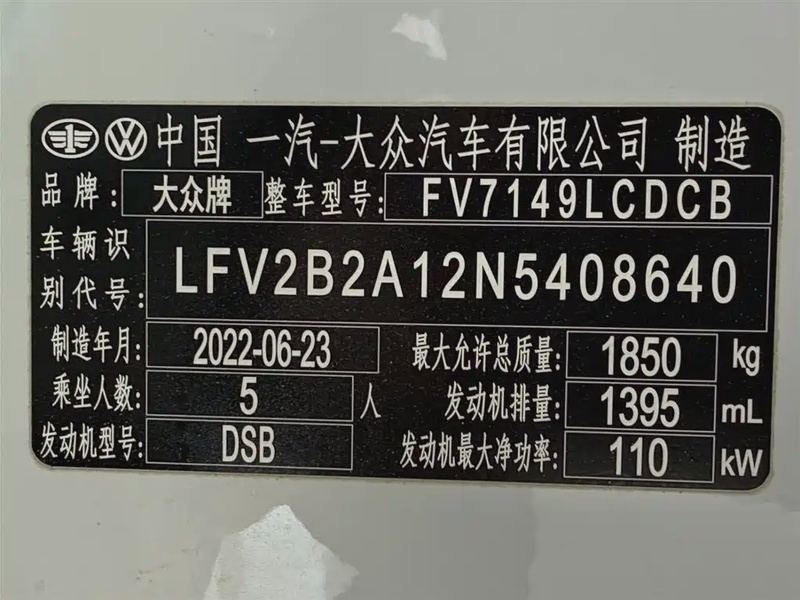 中国 一汽-大众汽车有限公司 制造
品牌: 大众牌 整车型号: FV7149LCDCB
车辆识别代号: LFV2B2A12N5408640
制造年月: 2022-06-23 最大允许总质量: 1850 kg
乘坐人数: 5 人 发动机排量: 1395 mL
发动机型号: DSB 发动机最大净功率: 110 kW